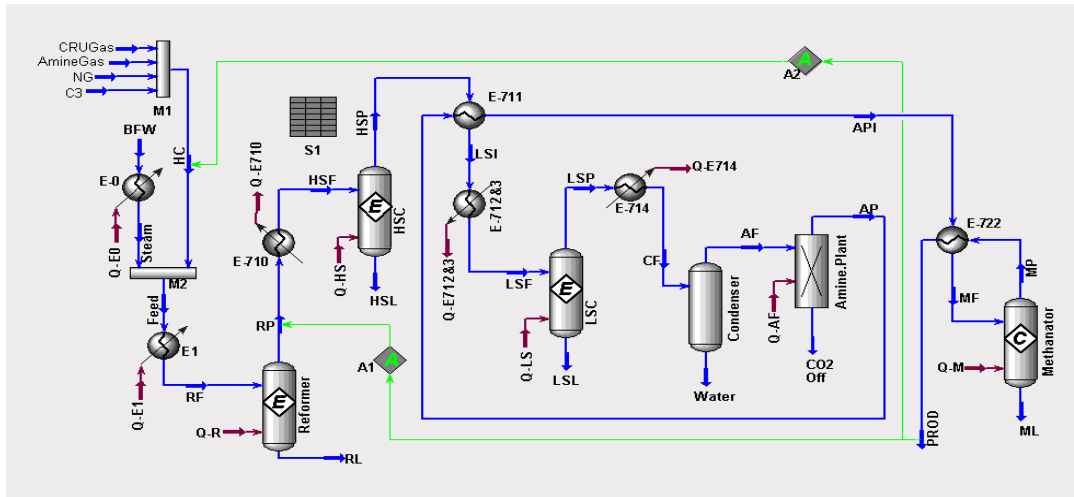 CRUGas
AmineGas
NG
C3
M1
BFW
HC
E-0
Q-E0
Steam
M2
Feed
E1
Q-E1
RF
Q-R
Reformer
E
RL
RP
E-710
Q-E710
HSF
S1
HSP
HSC
E
Q-HS
HSL
E-711
LSI
E-712&3
Q-E712&3
LSF
LSP
LSC
E
Q-LS
LSL
E-714
Q-E714
CF
Condenser
Water
AF
Q-AF
Amine.Plant
AP
CO2
Off
A
A1
A
A2
API
E-722
MP
MF
Methanator
C
Q-M
ML
PROD